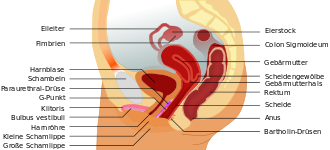 Eileiter
Fimbrien
Harnblase
Schambein
Paraurethral-Drüse
G-Punkt
Klitoris
Bulbus vestibuli
Harnröhre
Kleine Schamlippe
Große Schamlippe
Eierstock
Colon Sigmoideum
Gebärmutter
Scheidengewölbe
Gebärmutterhals
Rektum
Scheide
Anus
Bartholin-Drüsen